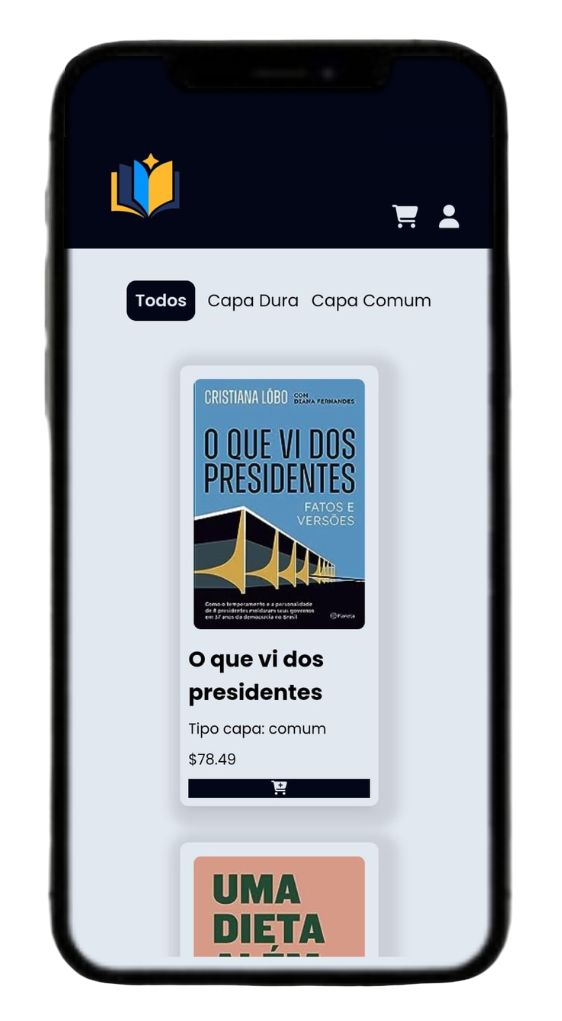 Todos Capa Dura Capa Comum
CRISTIANA LÔBO COM
DIANA FERNANDES
O QUE VI DOS
PRESIDENTES
FATOS E
VERSÕES
Como o temperamento e a personalidade
de 8 presidentes moldaram seus governos
em 37 anos da democracia no Brasil
Planeta
O que vi dos
presidentes
Tipo capa: comum
$78.49
UMA
DIETA
ALÉM